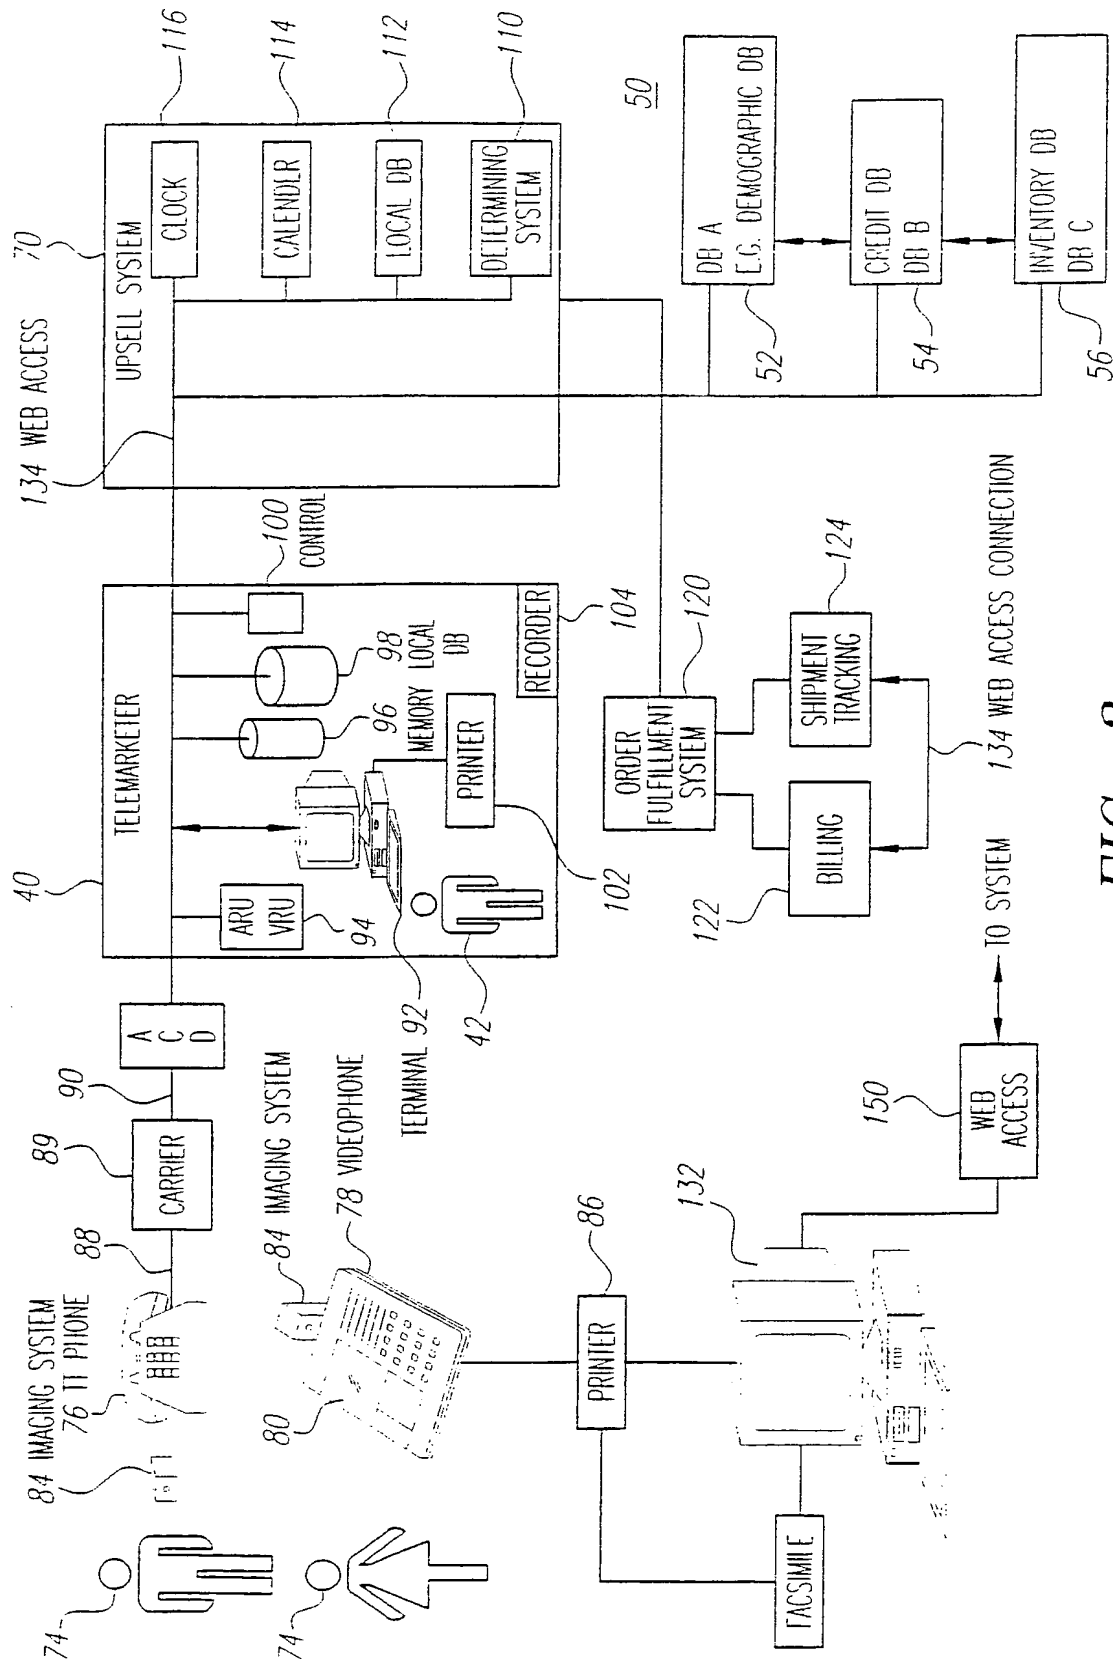 74
74
84 IMAGING SYSTEM
76 TT PHONE
88
89
CARRIER
90
A
C
D
84 IMAGING SYSTEM
78 VIDEOPHONE
80
40
TELEMARKETER
ARU
VRU
94
TERMINAL 92
42
96
MEMORY
98
LOCAL
DB
100
CONTROL
PRINTER
102
RECORDER
104
134 WEB ACCESS
70
UPSELL SYSTEM
CLOCK
116
CALENDLR
114
LOCAL DB
112
DETERMINING
SYSTEM
110
FACSIMILE
PRINTER
86
132
WEB
ACCESS
150
TO SYSTEM
ORDER
FULFILLMENT
SYSTEM
120
BILLING
122
SHIPMENT
TRACKING
124
134 WEB ACCESS CONNECTION
50
DB A
E.G. DEMOGRAPHIC DB
52
CREDIT DB
DB B
54
INVENTORY DB
DB C
56